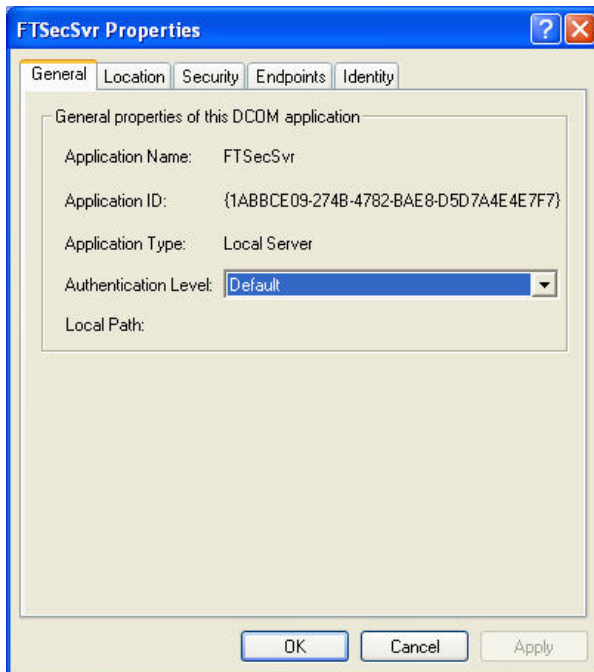 FTSecSvr Properties
General Location Security Endpoints Identity
General properties of this DCOM application
Application Name: FTSecSvr
Application ID: {1ABBCE09-274B-4782-BAE8-D5D7A4E4E7F7}
Application Type: Local Server
Authentication Level: Default
Local Path:
OK Cancel Apply